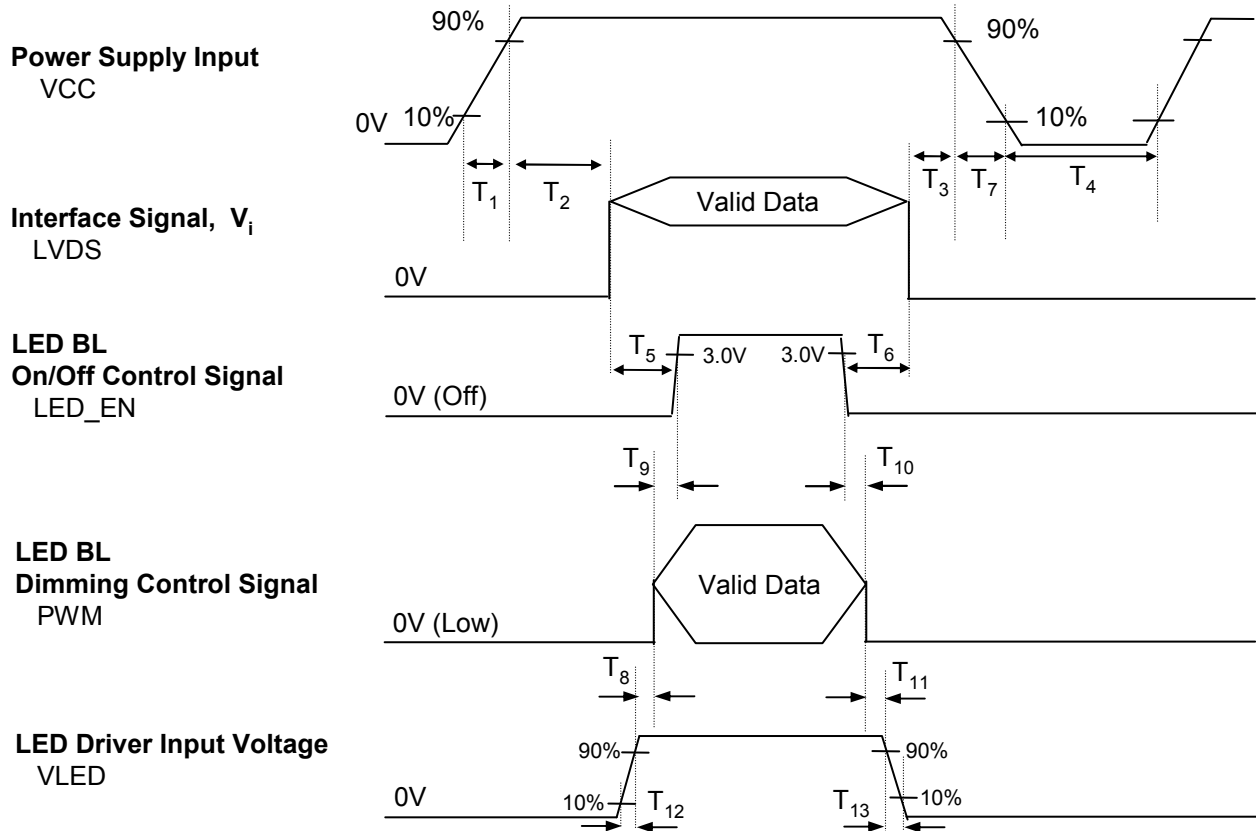 90%
90%
Power Supply Input
VCC
0V
10%
10%
T1
T2
T3
T7
T4
Interface Signal, Vi
LVDS
Valid Data
0V
LED BL
On/Off Control Signal
LED_EN
T5
3.0V
3.0V
T6
0V (Off)
T9
T10
LED BL
Dimming Control Signal
PWM
Valid Data
0V (Low)
T8
T11
LED Driver Input Voltage
VLED
90%
90%
0V
10%
T12
T13
10%